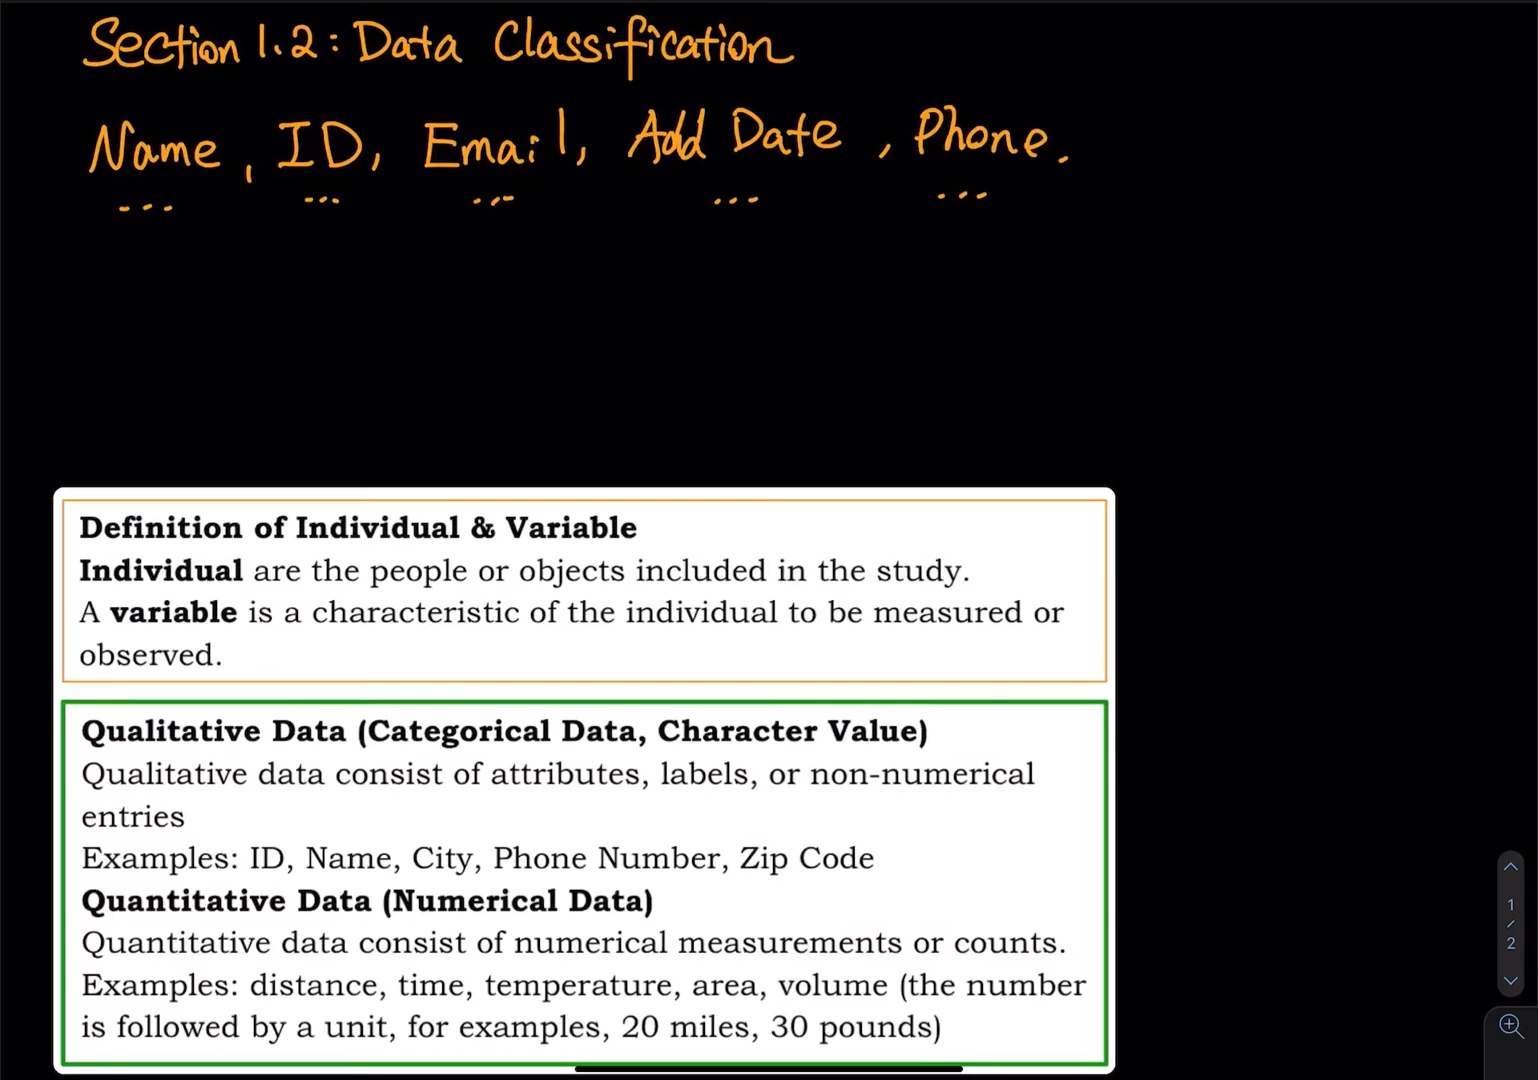 Section 1.2: Data Classification
Name, ID, Email, Add Date, Phone.
... ... ... ... ...
Definition of Individual & Variable
Individual are the people or objects included in the study.
A variable is a characteristic of the individual to be measured or
observed.
Qualitative Data (Categorical Data, Character Value)
Qualitative data consist of attributes, labels, or non-numerical
entries
Examples: ID, Name, City, Phone Number, Zip Code
Quantitative Data (Numerical Data)
Quantitative data consist of numerical measurements or counts.
Examples: distance, time, temperature, area, volume (the number
is followed by a unit, for examples, 20 miles, 30 pounds)
1
/
2